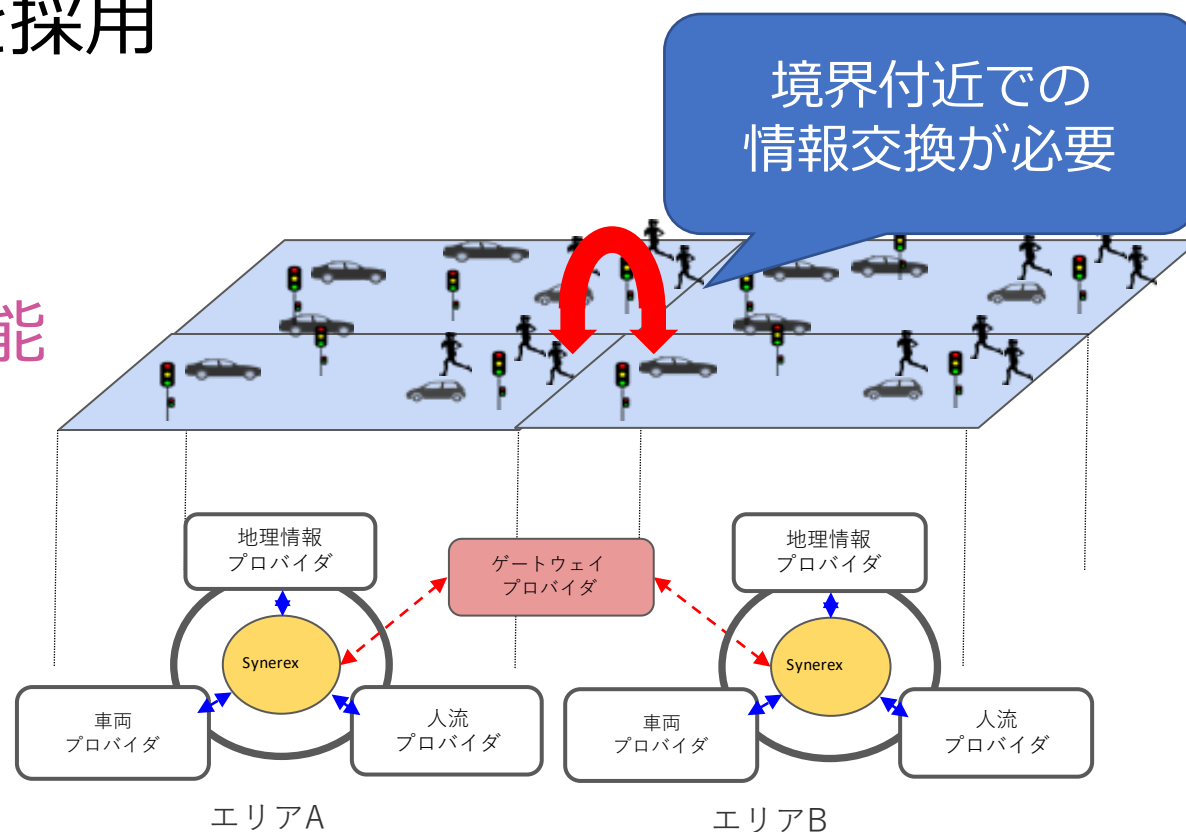 を採用
境界付近での
情報交換が必要
能
地理情報
プロバイダ
ゲートウェイ
プロバイダ
地理情報
プロバイダ
Synerex
Synerex
車両
プロバイダ
人流
プロバイダ
車両
プロバイダ
人流
プロバイダ
エリアA
エリアB